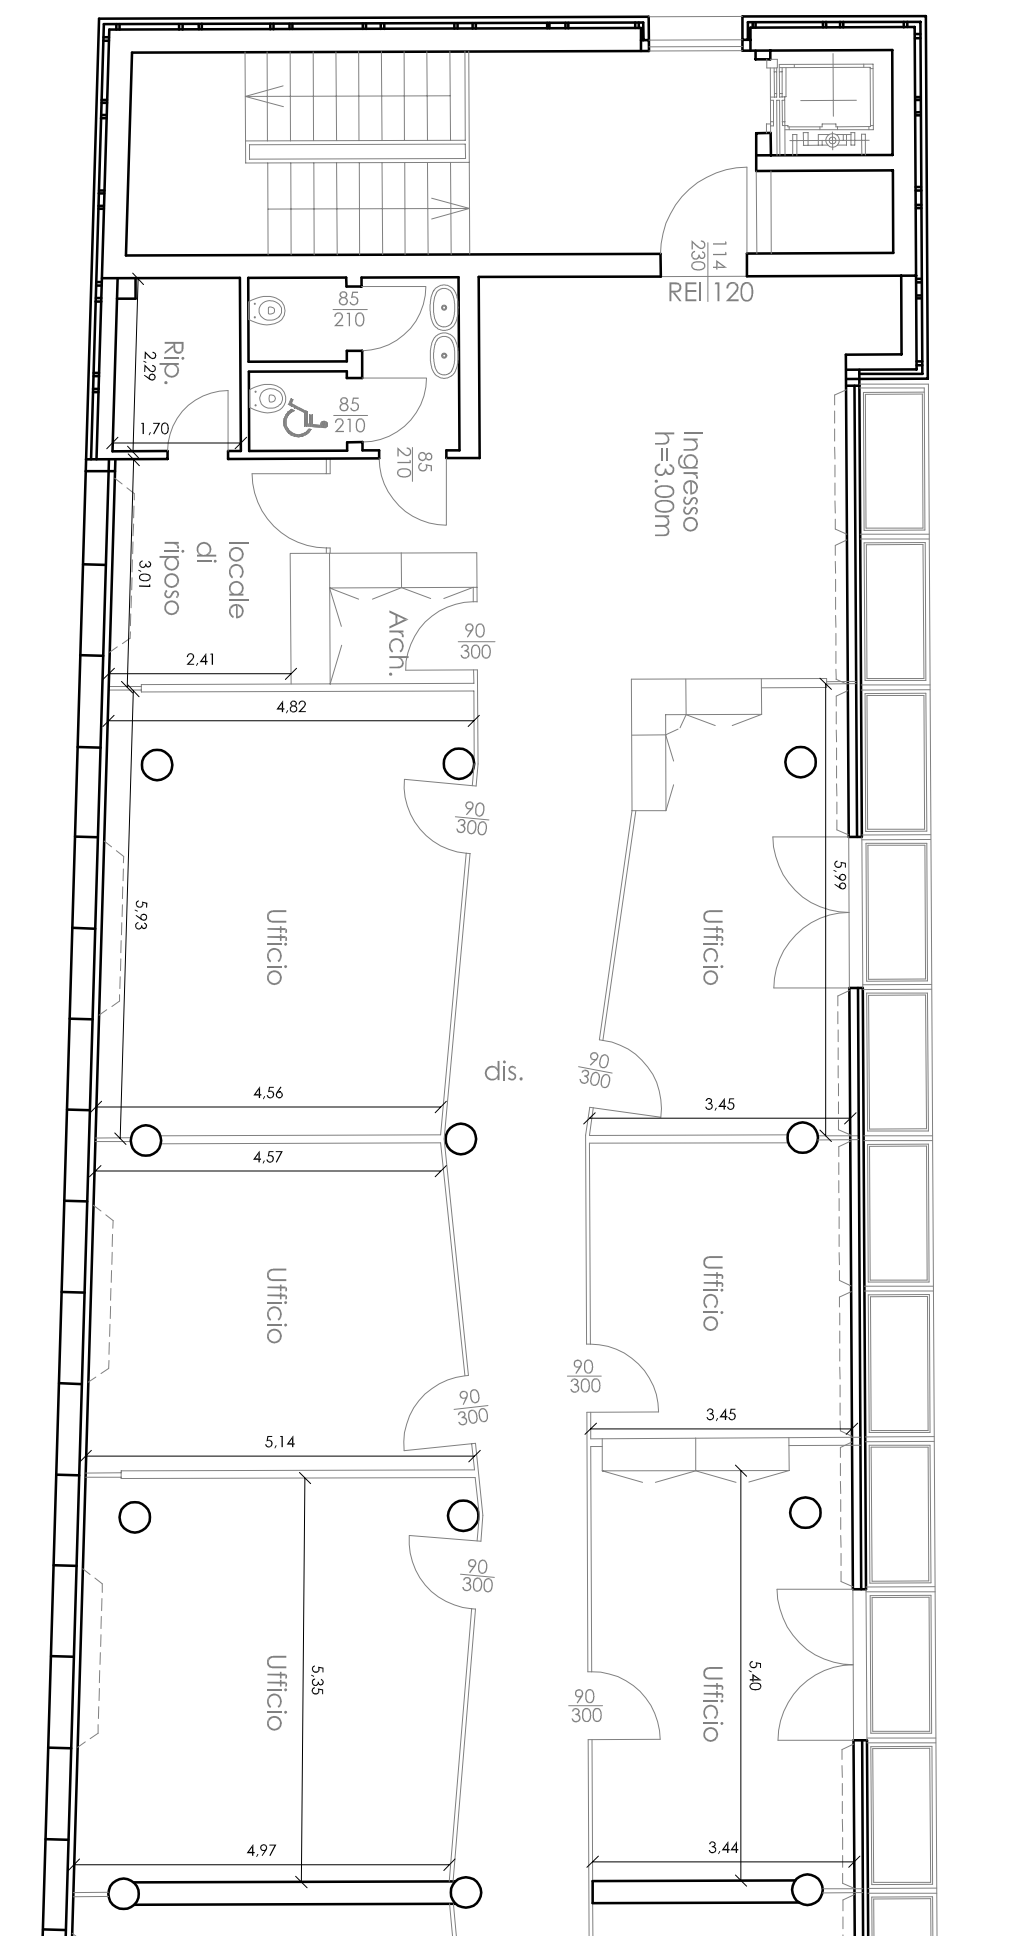 114
230
REI 120
85
210
Rip.
2,29
1,70
85
210
85
210
Ingresso
h=3.00m
locale
di
riposo
3,01
Arch.
90
300
2,41
4,82
90
300
5,99
5,93
Ufficio
Ufficio
dis.
90
300
4,56
3,45
4,57
Ufficio
Ufficio
90
300
90
300
3,45
5,14
90
300
Ufficio
5,35
Ufficio
5,40
90
300
4,97
3,44